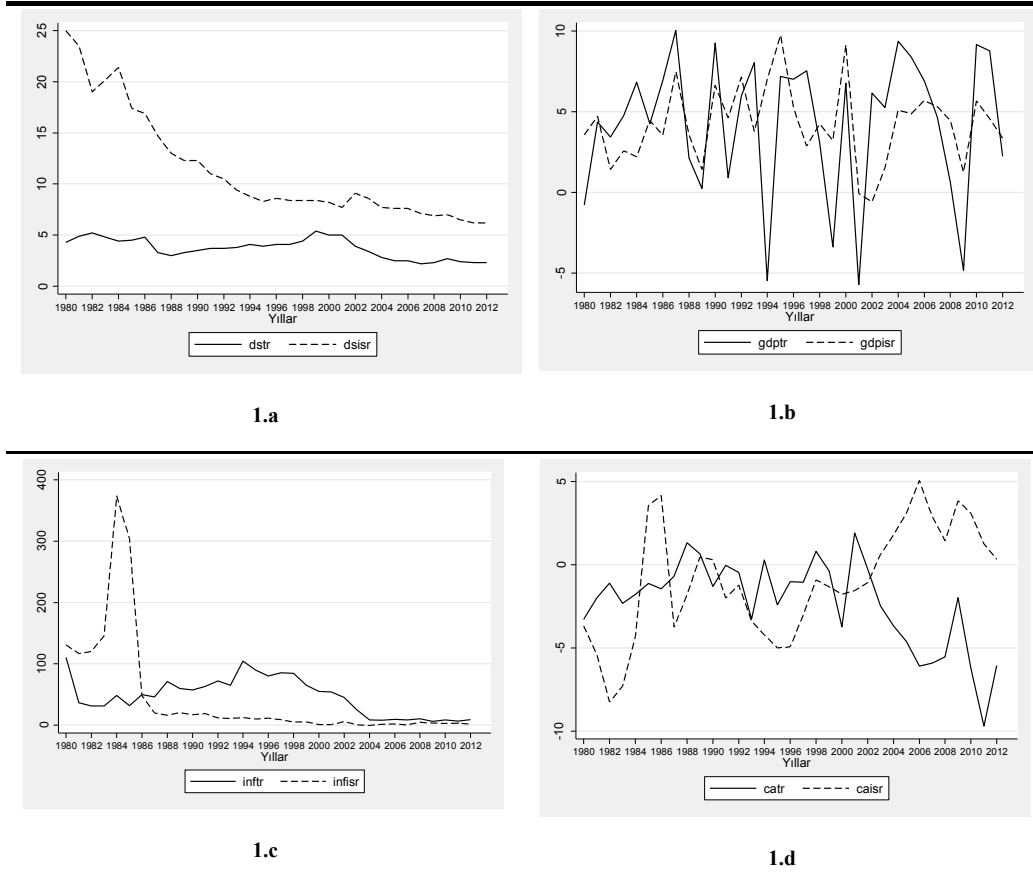 25
20
15
10
5
0
1980 1982 1984 1986 1988 1990 1992 1994 1996 1998 2000 2002 2004 2006 2008 2010 2012
Yıllar
dstr dsisr
1.a
10
5
0
-5
1980 1982 1984 1986 1988 1990 1992 1994 1996 1998 2000 2002 2004 2006 2008 2010 2012
Yıllar
gdptr gdpisr
1.b
400
300
200
100
0
1980 1982 1984 1986 1988 1990 1992 1994 1996 1998 2000 2002 2004 2006 2008 2010 2012
Yıllar
inftr infisr
1.c
5
0
-5
-10
1980 1982 1984 1986 1988 1990 1992 1994 1996 1998 2000 2002 2004 2006 2008 2010 2012
Yıllar
catr caisr
1.d